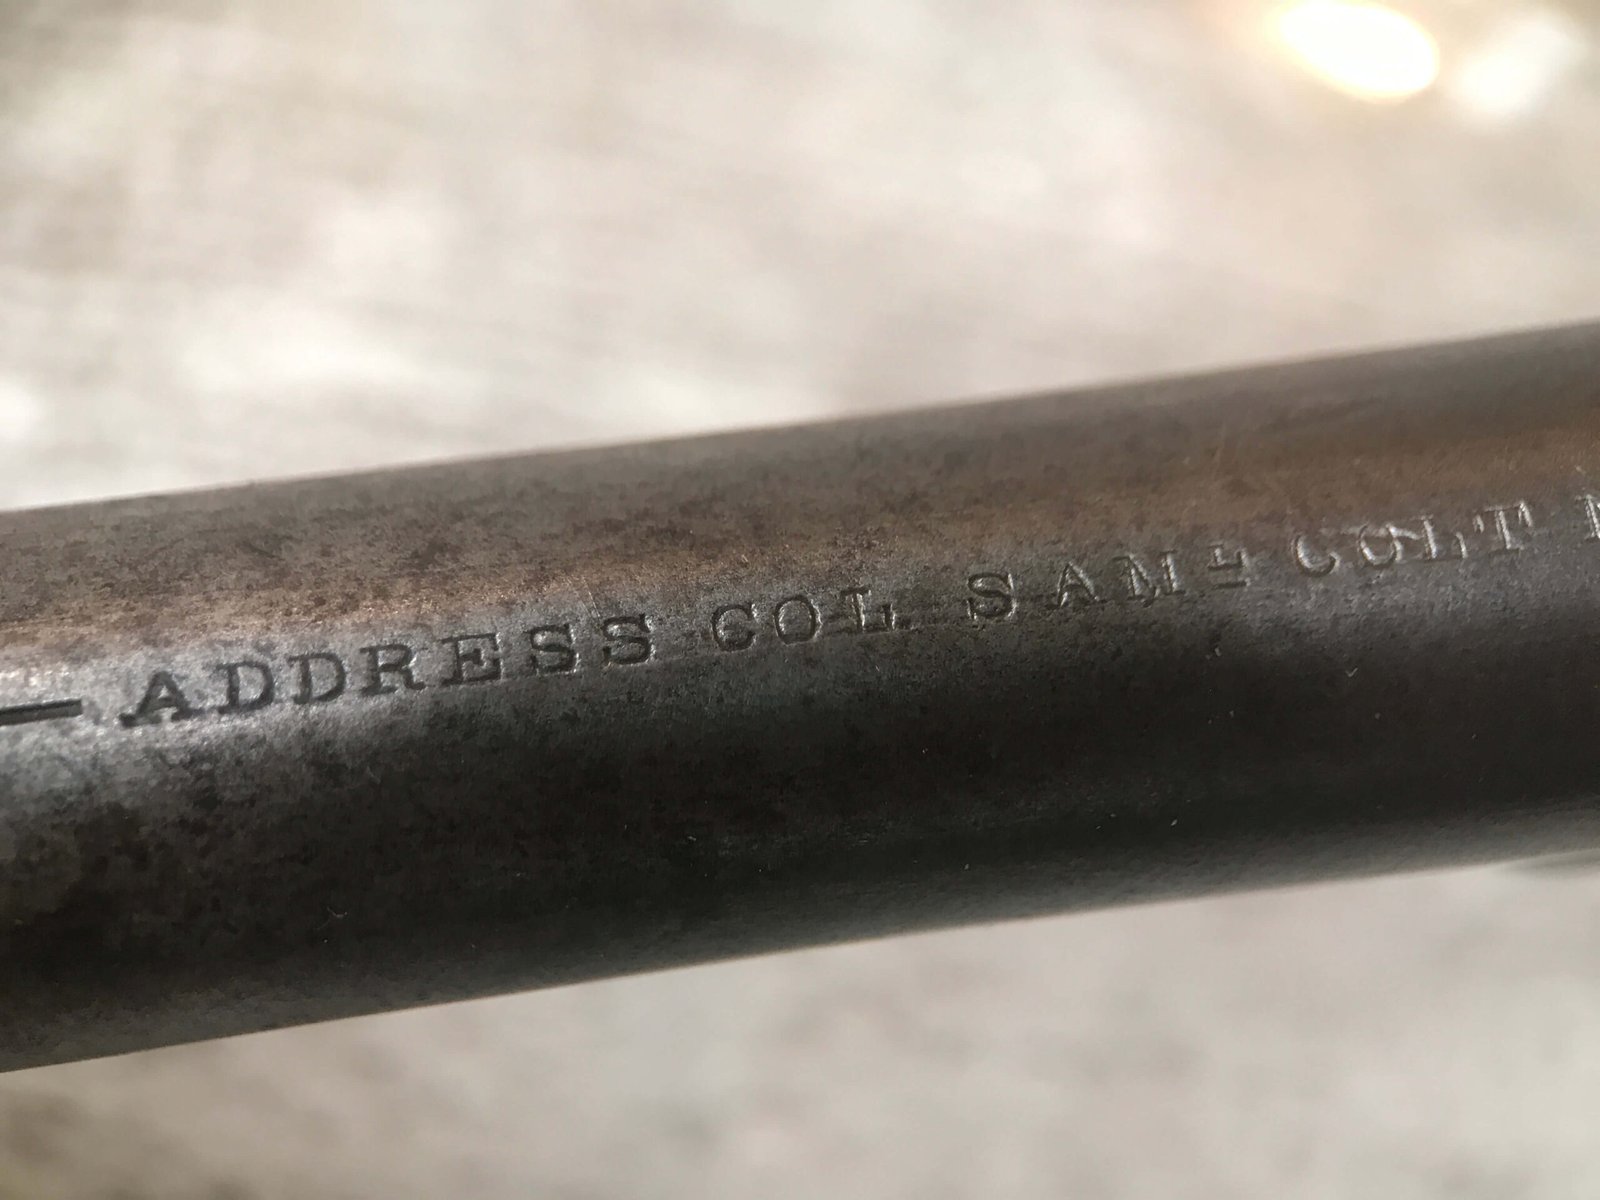 — ADDRESS COL. SAML COLT